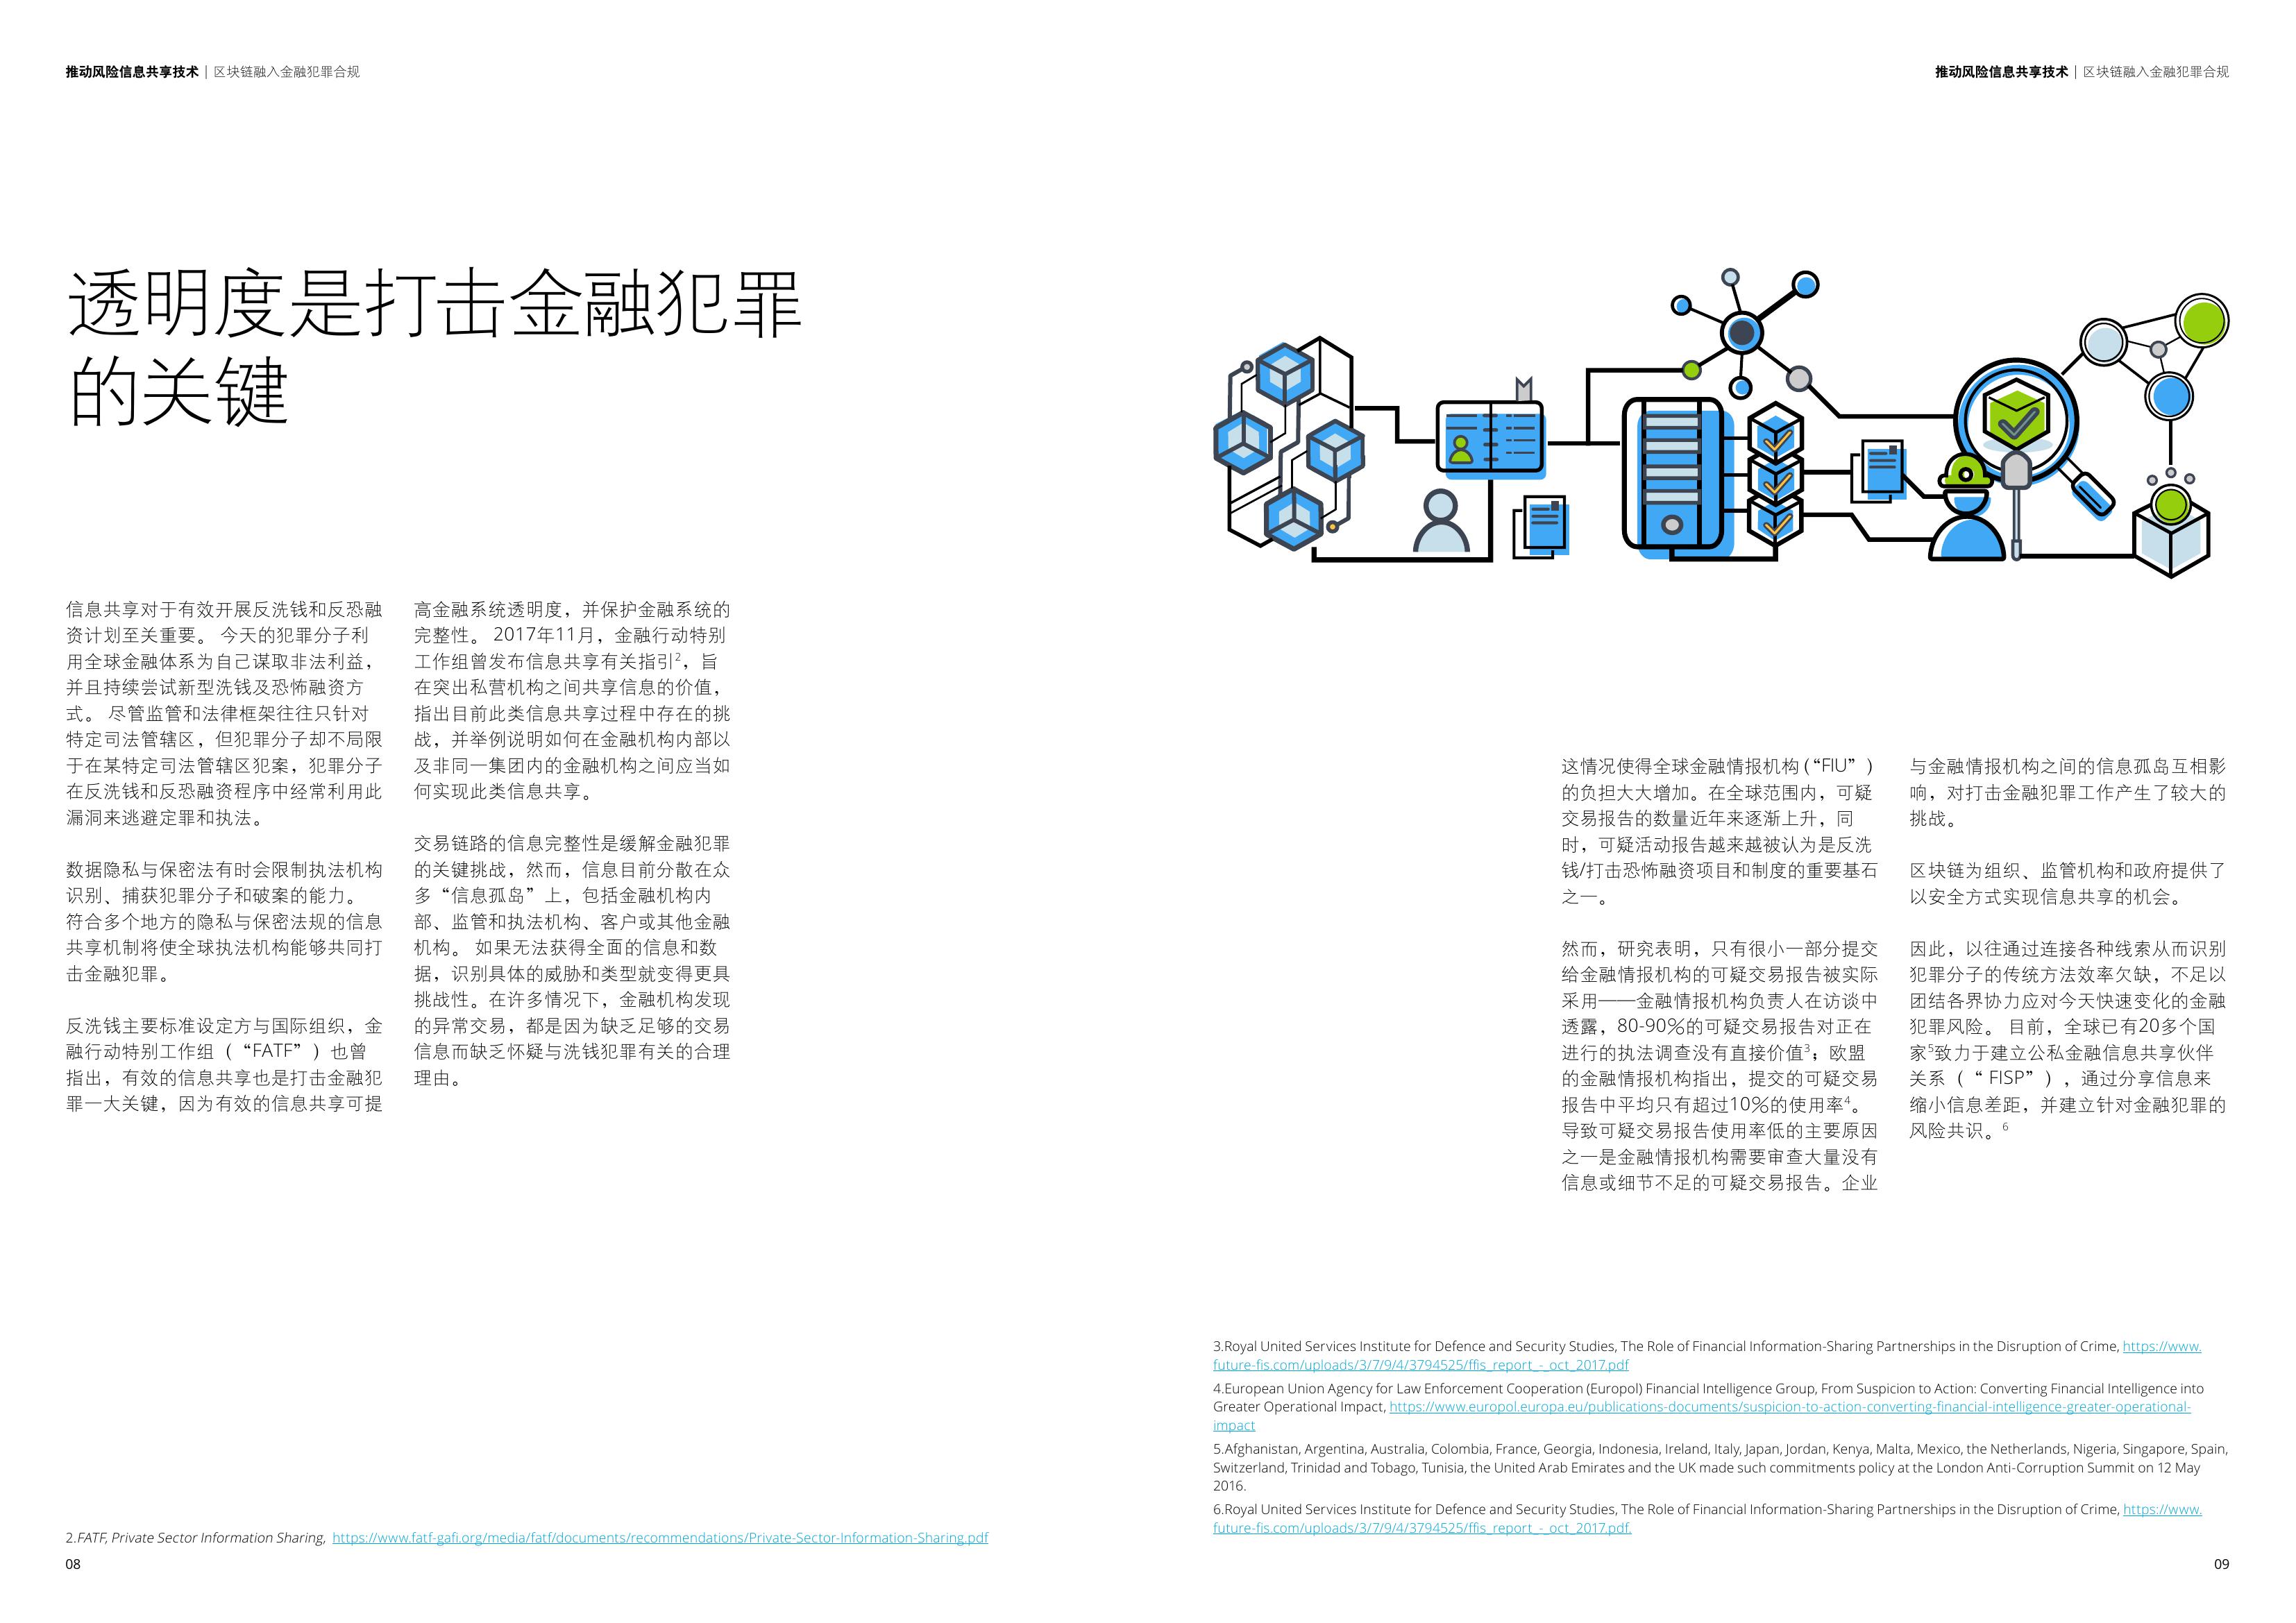 推动风险信息共享技术 | 区块链融入金融犯罪合规
透明度是打击金融犯罪
的关键
信息共享对于有效开展反洗钱和反恐融
资计划至关重要。 今天的犯罪分子利
用全球金融体系为自己谋取非法利益，
并且持续尝试新型洗钱及恐怖融资方
式。 尽管监管和法律框架往往只针对
特定司法管辖区，但犯罪分子却不局限
于在某特定司法管辖区犯案，犯罪分子
在反洗钱和反恐融资程序中经常利用此
漏洞来逃避定罪和执法。
数据隐私与保密法有时会限制执法机构
识别、捕获犯罪分子和破案的能力。
符合多个地方的隐私与保密法规的信息
共享机制将使全球执法机构能够共同打
击金融犯罪。
反洗钱主要标准设定方与国际组织，金
融行动特别工作组（“FATF”）也曾
指出，有效的信息共享也是打击金融犯
罪一大关键，因为有效的信息共享可提
高金融系统透明度，并保护金融系统的
完整性。 2017年11月，金融行动特别
工作组曾发布信息共享有关指引2，旨
在突出私营机构之间共享信息的价值，
指出目前此类信息共享过程中存在的挑
战，并举例说明如何在金融机构内部以
及非同一集团内的金融机构之间应当如
何实现此类信息共享。
交易链路的信息完整性是缓解金融犯罪
的关键挑战，然而，信息目前分散在众
多“信息孤岛”上，包括金融机构内
部、监管和执法机构、客户或其他金融
机构。 如果无法获得全面的信息和数
据，识别具体的威胁和类型就变得更具
挑战性。在许多情况下，金融机构发现
的异常交易，都是因为缺乏足够的交易
信息而缺乏怀疑与洗钱犯罪有关的合理
理由。
2.FATF, Private Sector Information Sharing, https://www.fatf-gafi.org/media/fatf/documents/recommendations/Private-Sector-Information-Sharing.pdf
08
推动风险信息共享技术 | 区块链融入金融犯罪合规
这情况使得全球金融情报机构(“FIU”)
的负担大大增加。在全球范围内，可疑
交易报告的数量近年来逐渐上升，同
时，可疑活动报告越来越被认为是反洗
钱/打击恐怖融资项目和制度的重要基石
之一。
然而，研究表明，只有很小一部分提交
给金融情报机构的可疑交易报告被实际
采用——金融情报机构负责人在访谈中
透露，80-90%的可疑交易报告对正在
进行的执法调查没有直接价值3；欧盟
的金融情报机构指出，提交的可疑交易
报告中平均只有超过10%的使用率4。
导致可疑交易报告使用率低的主要原因
之一是金融情报机构需要审查大量没有
信息或细节不足的可疑交易报告。企业
与金融情报机构之间的信息孤岛互相影
响，对打击金融犯罪工作产生了较大的
挑战。
区块链为组织、监管机构和政府提供了
以安全方式实现信息共享的机会。
因此，以往通过连接各种线索从而识别
犯罪分子的传统方法效率欠缺，不足以
团结各界协力应对今天快速变化的金融
犯罪风险。 目前，全球已有20多个国
家5致力于建立公私金融信息共享伙伴
关系（“ FISP”），通过分享信息来
缩小信息差距，并建立针对金融犯罪的
风险共识。6
3.Royal United Services Institute for Defence and Security Studies, The Role of Financial Information-Sharing Partnerships in the Disruption of Crime, https://www.
future-fis.com/uploads/3/7/9/4/3794525/ffis_report_-_oct_2017.pdf
4.European Union Agency for Law Enforcement Cooperation (Europol) Financial Intelligence Group, From Suspicion to Action: Converting Financial Intelligence into
Greater Operational Impact, https://www.europol.europa.eu/publications-documents/suspicion-to-action-converting-financial-intelligence-greater-operational-
impact
5.Afghanistan, Argentina, Australia, Colombia, France, Georgia, Indonesia, Ireland, Italy, Japan, Jordan, Kenya, Malta, Mexico, the Netherlands, Nigeria, Singapore, Spain,
Switzerland, Trinidad and Tobago, Tunisia, the United Arab Emirates and the UK made such commitments policy at the London Anti-Corruption Summit on 12 May
2016.
6.Royal United Services Institute for Defence and Security Studies, The Role of Financial Information-Sharing Partnerships in the Disruption of Crime, https://www.
future-fis.com/uploads/3/7/9/4/3794525/ffis_report_-_oct_2017.pdf.
09